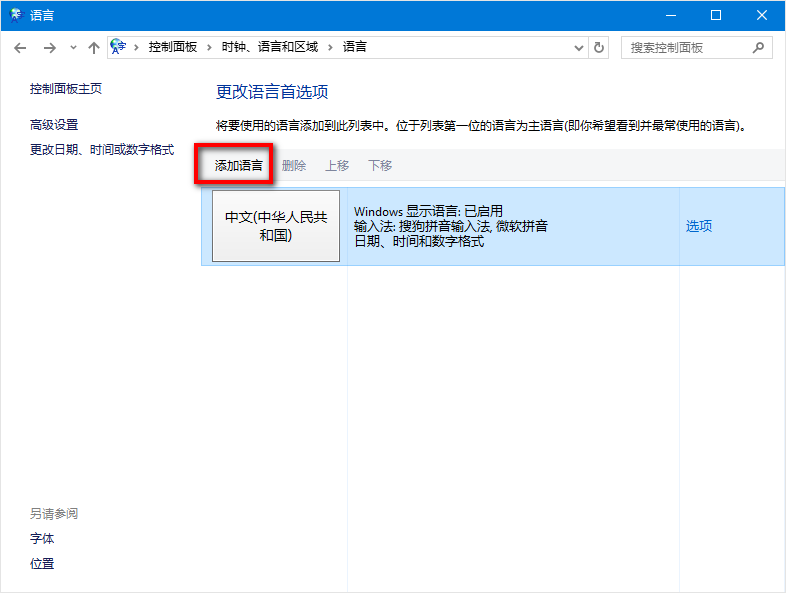 语言
控制面板 › 时钟、语言和区域 › 语言
搜索控制面板
控制面板主页
高级设置
更改日期、时间或数字格式
更改语言首选项
将要使用的语言添加到此列表中。位于列表第一位的语言为主语言(即你希望看到并最常使用的语言)。
添加语言 删除 上移 下移
中文(中华人民共
和国)
Windows 显示语言: 已启用
输入法: 搜狗拼音输入法, 微软拼音
日期、时间和数字格式
选项
另请参阅
字体
位置